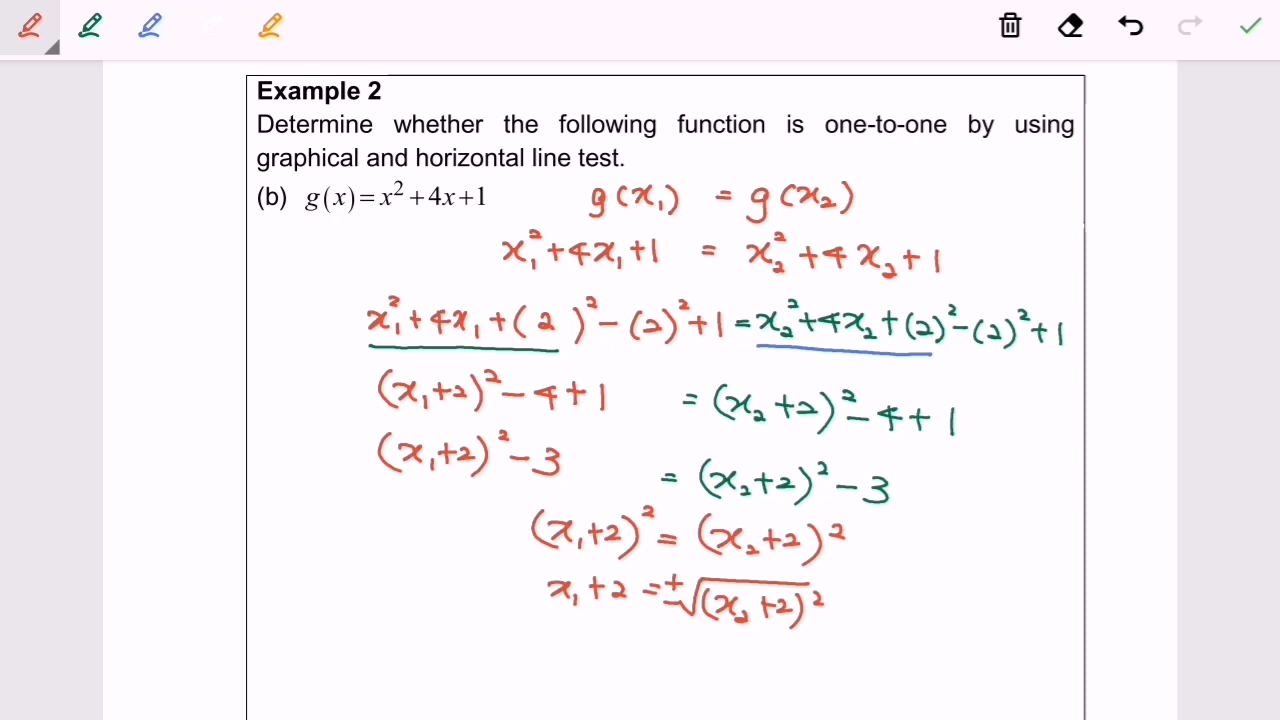 Example 2
Determine whether the following function is one-to-one by using
graphical and horizontal line test.
(b) g(x)=x²+4x+1 g(x₁) = g(x₂)
x₁²+4x₁+1 = x₂²+4x₂+1
x₁²+4x₁+(2)²-(2)²+1=x₂²+4x₂+(2)²-(2)²+1
(x₁+2)²-4+1 = (x₂+2)²-4+1
(x₁+2)²-3 = (x₂+2)²-3
(x₁+2)² = (x₂+2)²
x₁+2 = ±√(x₂+2)²